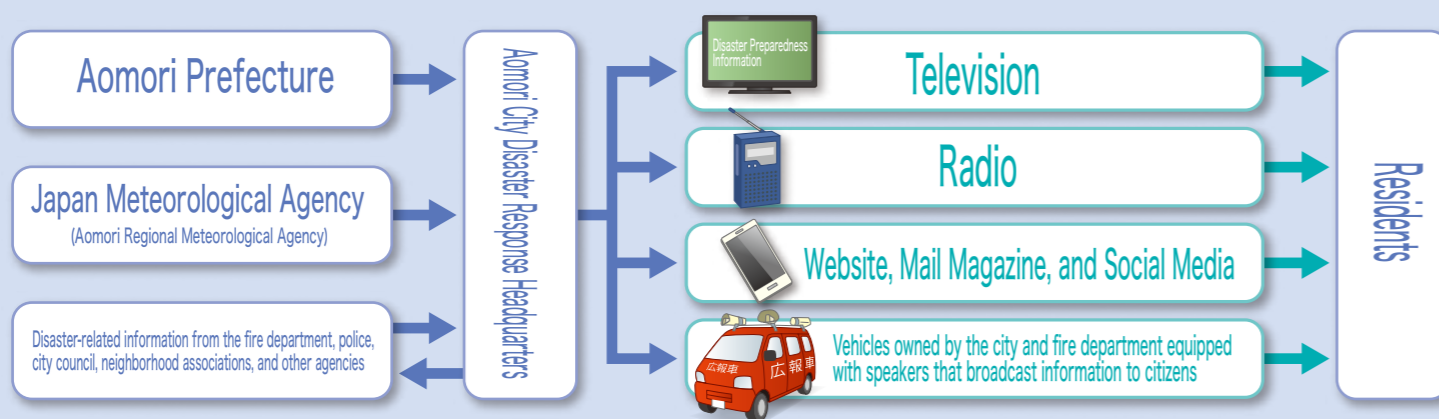 Aomori Prefecture
Japan Meteorological Agency
(Aomori Regional Meteorological Agency)
Disaster-related information from the fire department, police,
city council, neighborhood associations, and other agencies
Aomori City Disaster Response Headquarters
Disaster Preparedness
Information
Television
Radio
Website, Mail Magazine, and Social Media
広報車
広報車
Vehicles owned by the city and fire department equipped
with speakers that broadcast information to citizens
Residents